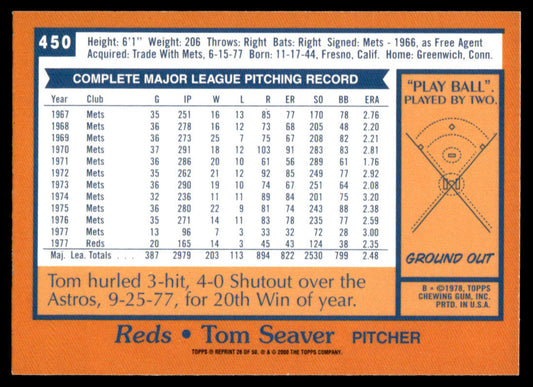 450
Height: 6'1" Weight: 206 Throws: Right Bats: Right Signed: Mets - 1966, as Free Agent
Acquired: Trade With Mets, 6-15-77 Born: 11-17-44, Fresno, Calif. Home: Greenwich, Conn.
COMPLETE MAJOR LEAGUE PITCHING RECORD
Year Club G IP W L R ER SO BB ERA
1967 Mets 35 251 16 13 85 77 170 78 2.76
1968 Mets 36 278 16 12 73 68 205 48 2.20
1969 Mets 36 273 25 7 75 67 208 82 2.21
1970 Mets 37 291 18 12 103 91 283 83 2.81
1971 Mets 36 286 20 10 61 56 289 61 1.76
1972 Mets 35 262 21 12 92 85 249 77 2.92
1973 Mets 36 290 19 10 74 67 251 64 2.08
1974 Mets 32 236 11 11 89 84 201 75 3.20
1975 Mets 36 280 22 9 81 74 243 88 2.38
1976 Mets 35 271 14 11 83 78 235 77 2.59
1977 Mets 13 96 7 3 33 32 72 28 3.00
1977 Reds 20 165 14 3 45 43 124 38 2.35
Maj. Lea. Totals 387 2979 203 113 894 822 2530 799 2.48
"PLAY BALL".
PLAYED BY TWO.
GROUND OUT
Tom hurled 3-hit, 4-0 Shutout over the
Astros, 9-25-77, for 20th Win of year.
B • ©1978, TOPPS
CHEWING GUM, INC.
PRTD. IN U.S.A.
Reds • Tom Seaver PITCHER
TOPPS ® REPRINT 26 OF 50. ® & © 2000 THE TOPPS COMPANY.